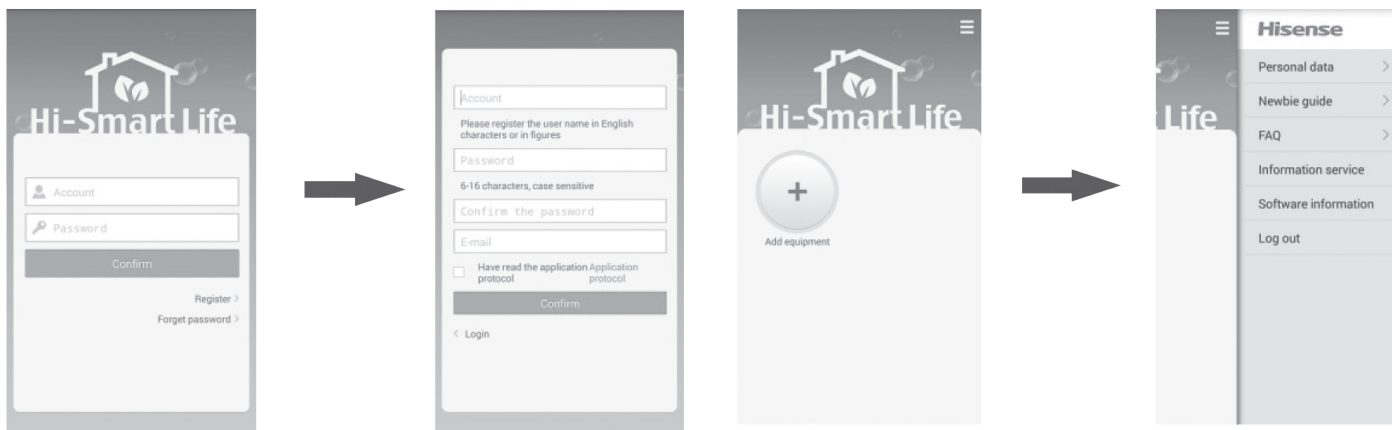 Hi-Smart Life
Account
Password
Confirm
Register >
Forget password >
Account
Please register the user name in English
characters or in figures
Password
6-16 characters, case sensitive
Confirm the password
E-mail
Have read the application Application
protocol protocol
Confirm
< Login
Hi-Smart Life
+
Add equipment
t Life
Hisense
Personal data >
Newbie guide >
FAQ >
Information service
Software information
Log out